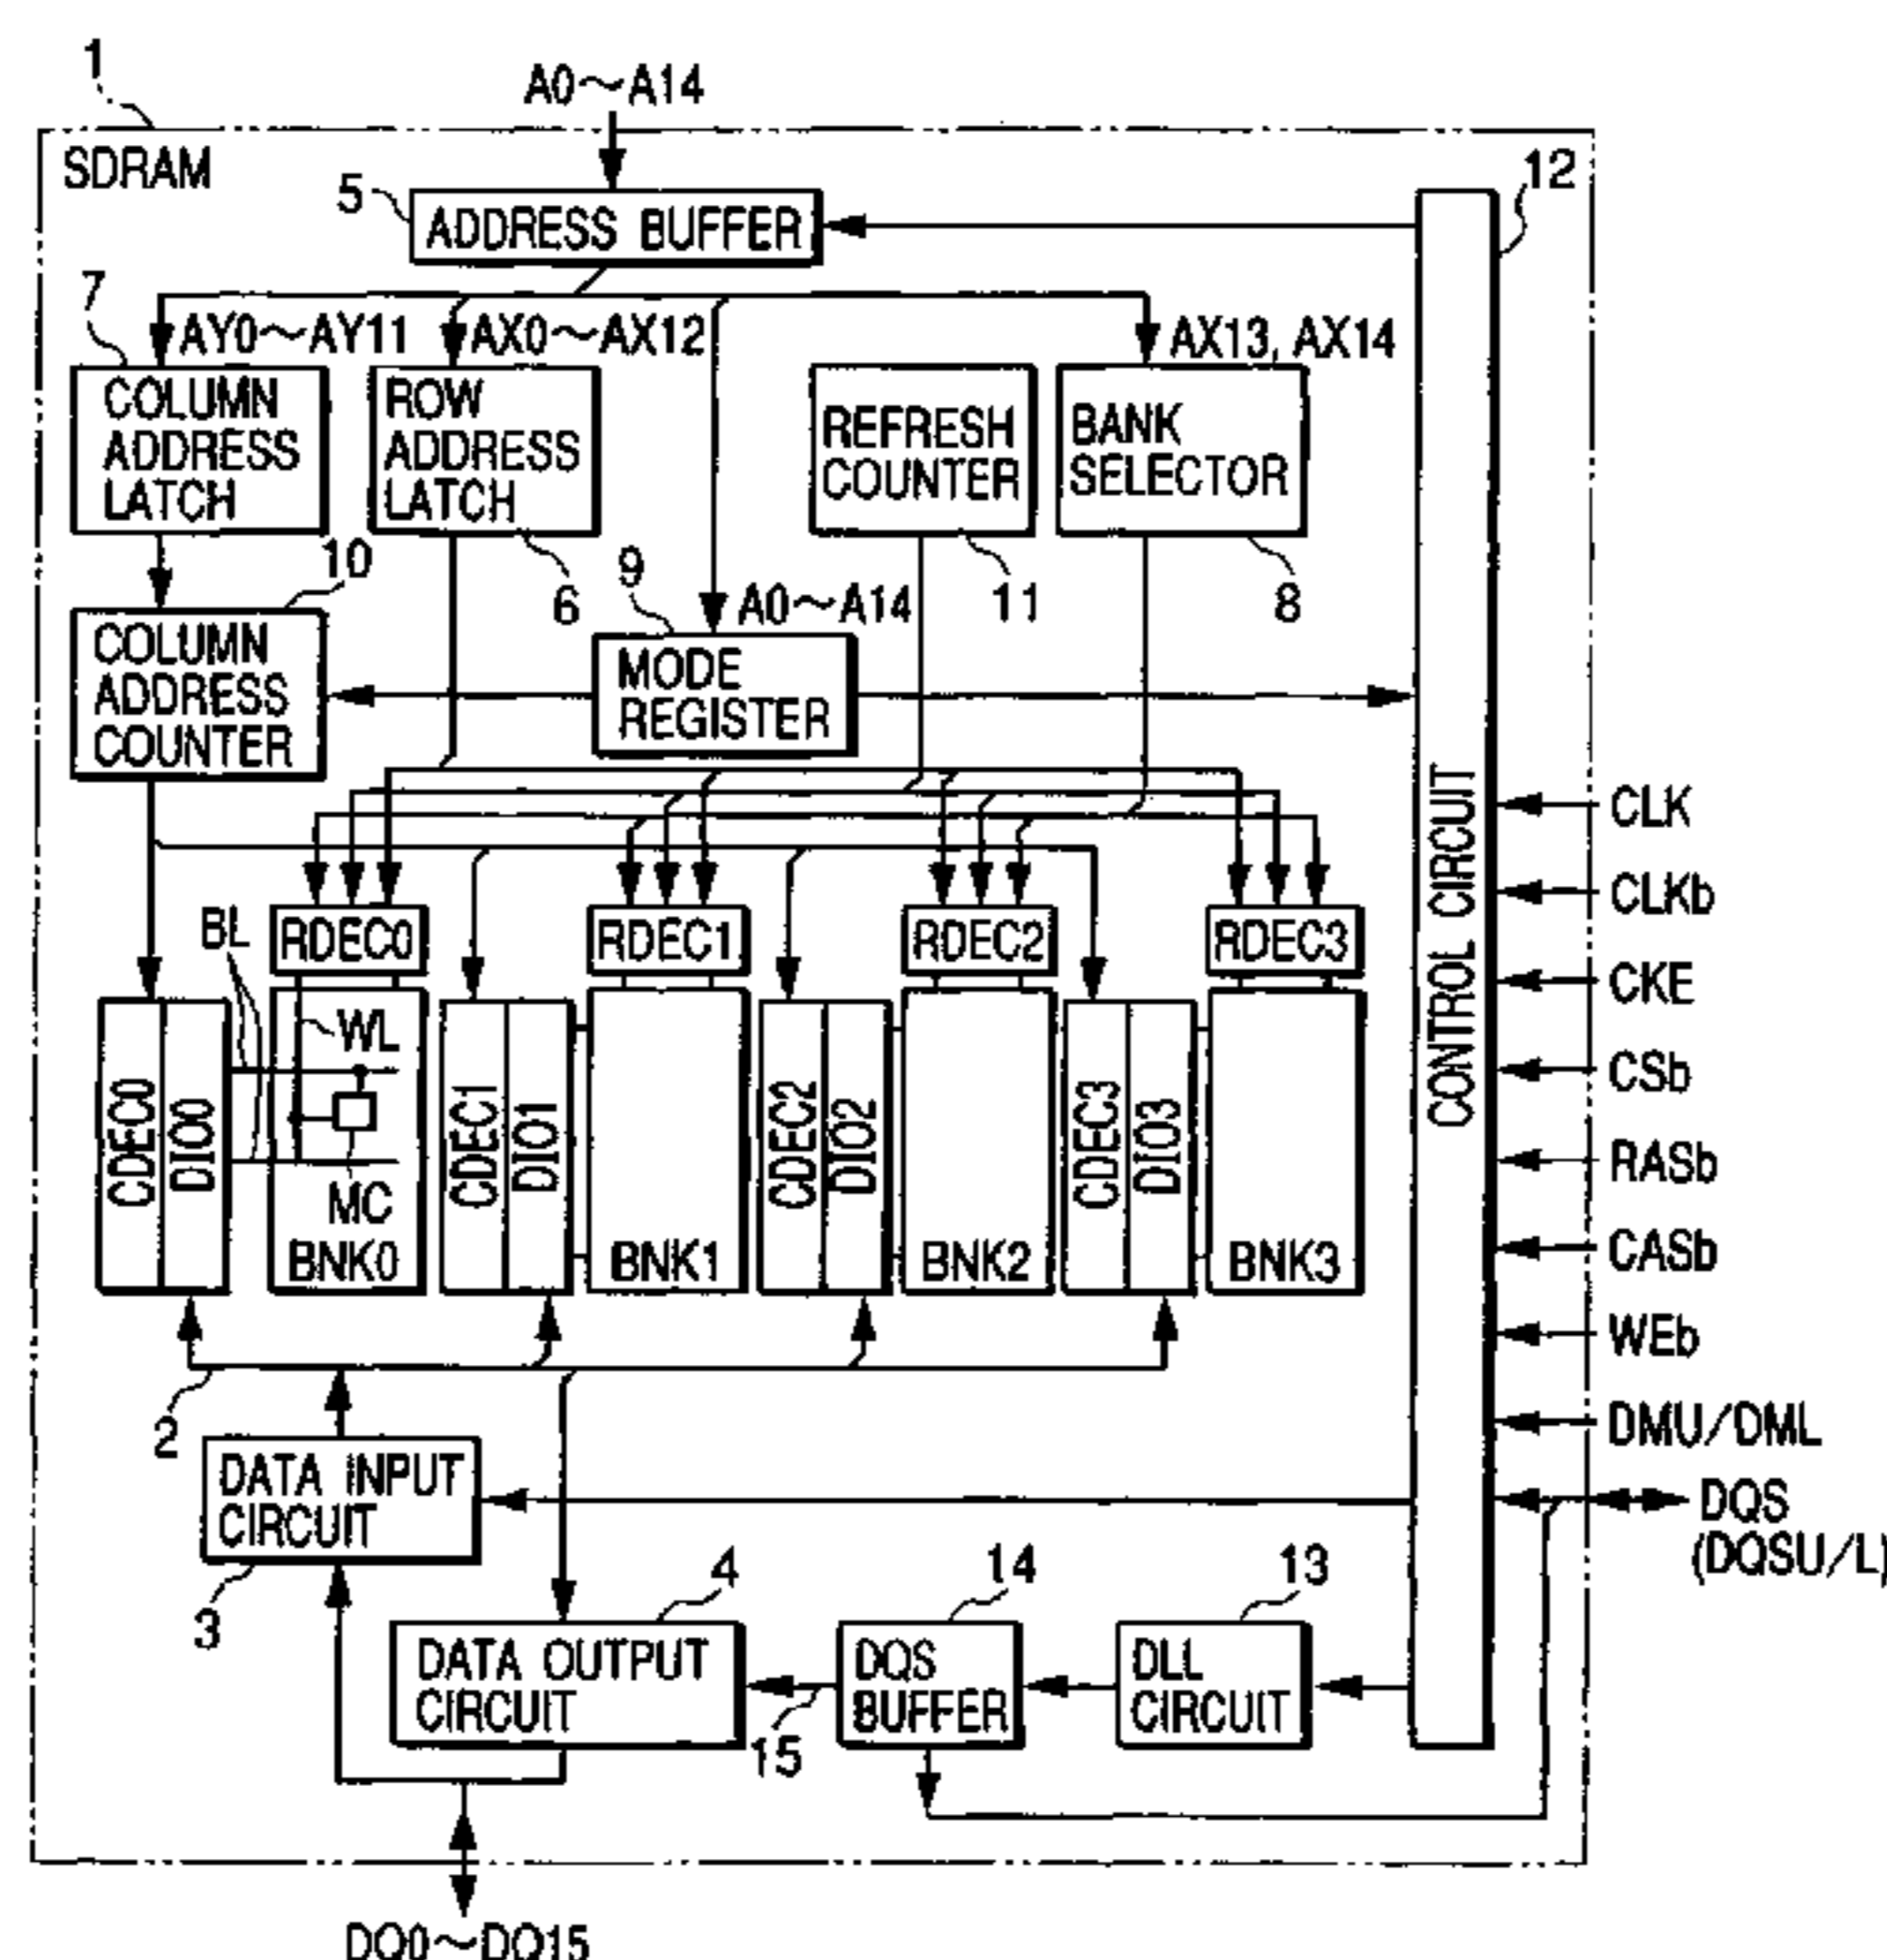 1
A0~A14
SDRAM
12
5
ADDRESS BUFFER
7
AY0~AY11
AX0~AX12
AX13, AX14
COLUMN
ADDRESS
LATCH
ROW
ADDRESS
LATCH
REFRESH
COUNTER
BANK
SELECTOR
10
6
9
A0~A14
11
8
COLUMN
ADDRESS
COUNTER
MODE
REGISTER
CONTROL CIRCUIT
CLK
CLKb
CKE
CSb
RASb
CASb
WEb
DMU/DML
DQS
(DQSU/L)
BL
RDEC0
RDEC1
RDEC2
RDEC3
WL
MC
CDEC0
DIO0
BNK0
CDEC1
DIO1
BNK1
CDEC2
DIO2
BNK2
CDEC3
DIO3
BNK3
2
DATA INPUT
CIRCUIT
3
4
14
13
DATA OUTPUT
CIRCUIT
15
DQS
BUFFER
DLL
CIRCUIT
DQ0~DQ15